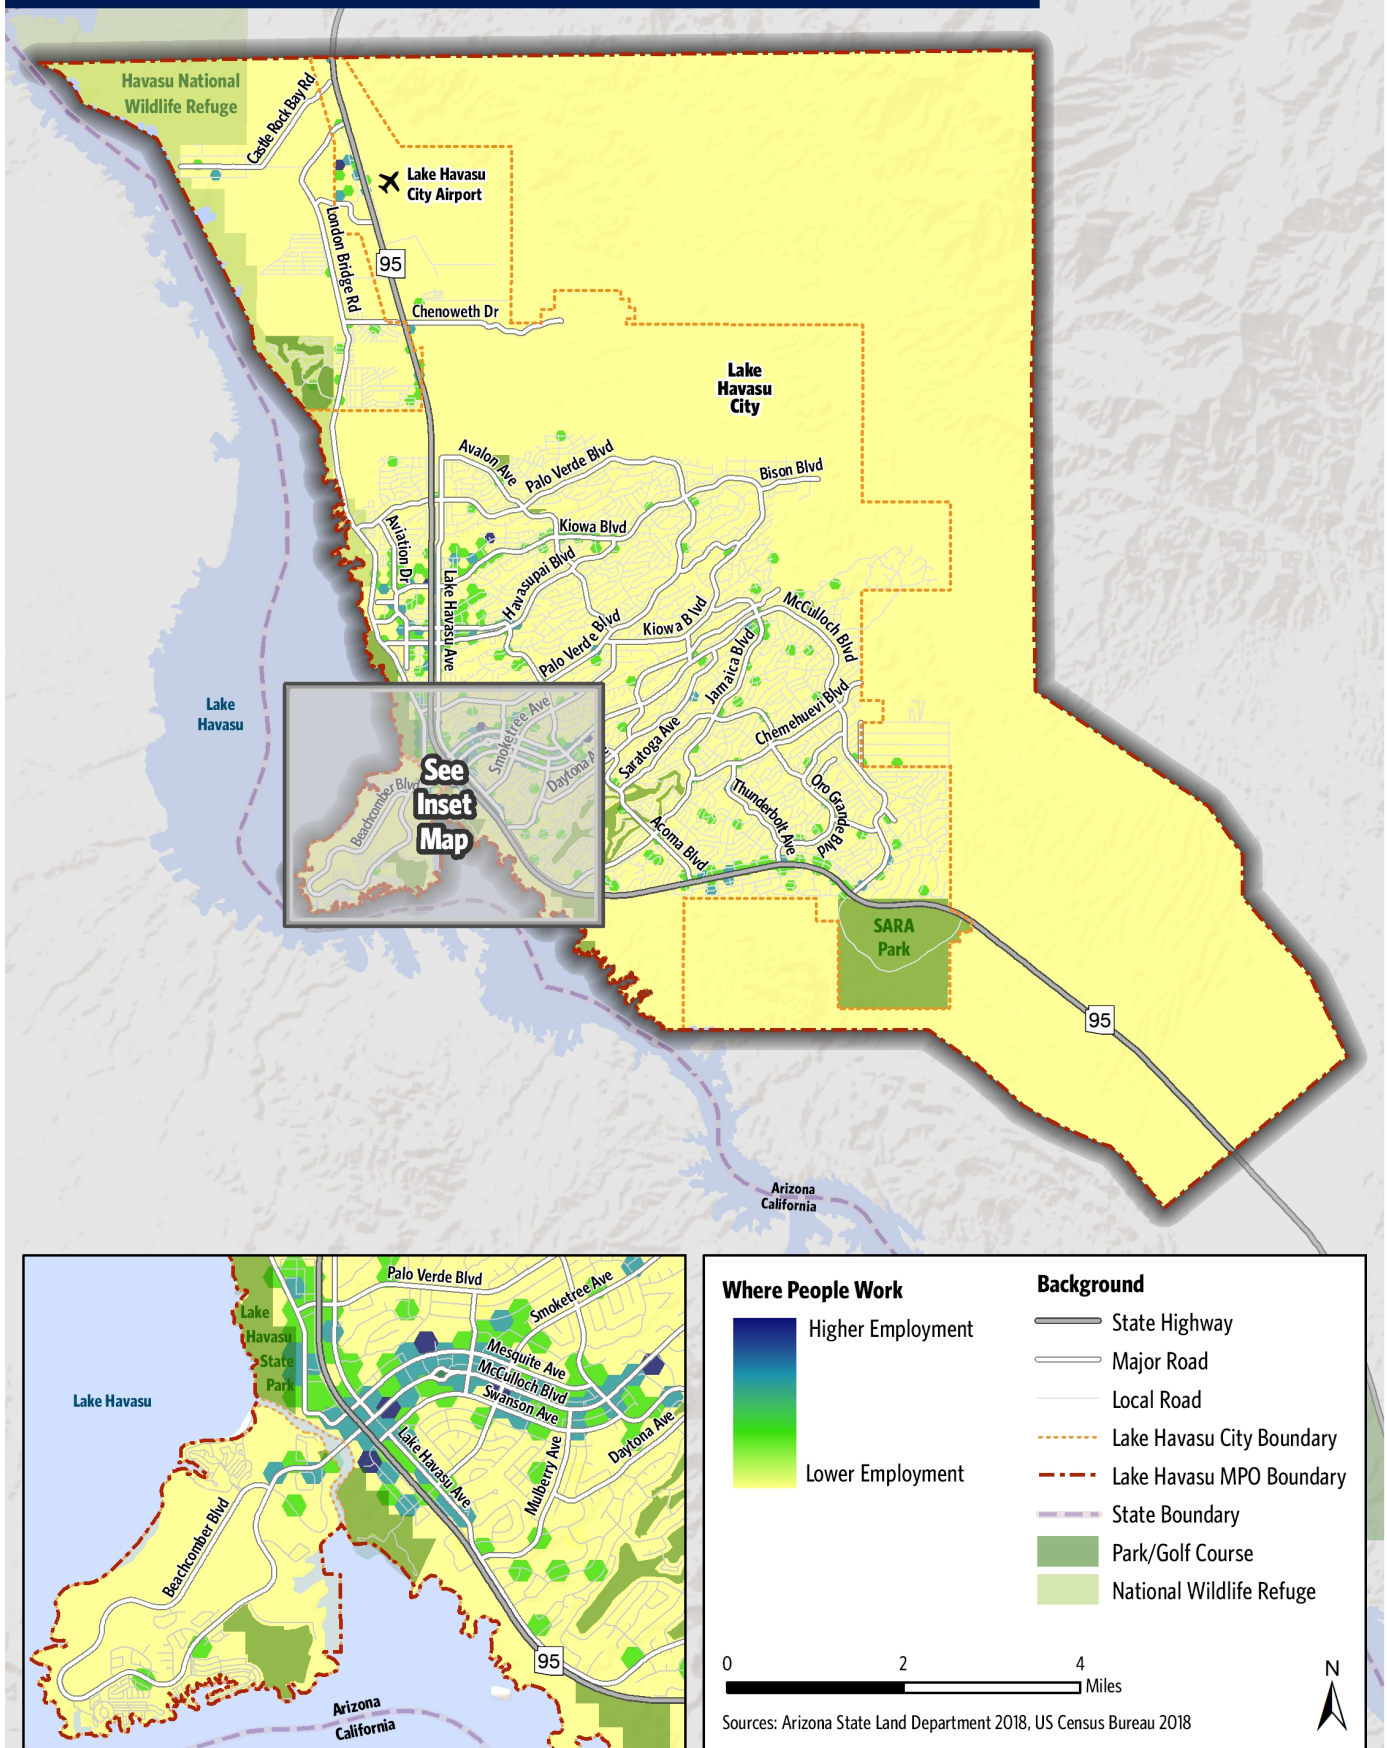 Havasu National
Wildlife Refuge
Castle Rock Bay Rd
Lake Havasu
City Airport
London Bridge Rd
95
Chenoweth Dr
Lake
Havasu
City
Avalon Ave
Palo Verde Blvd
Bison Blvd
Kiowa Blvd
Aviation Dr
Havasupai Blvd
Lake Havasu Ave
McCulloch Blvd
Kiowa Blvd
Palo Verde Blvd
Jamaica Blvd
Chemehuevi Blvd
Lake
Havasu
Smoketree Ave
Saratoga Ave
Daytona A
See
Inset
Map
Beachcomber Blvd
Oro Grande Blvd
Thunderbolt Ave
Acoma Blvd
SARA
Park
95
Arizona
California
Palo Verde Blvd
Smoketree Ave
Lake
Havasu
State
Park
Mesquite Ave
McCulloch Blvd
Swanson Ave
Lake Havasu
Lake Havasu Ave
Daytona Ave
Mulberry Ave
Beachcomber Blvd
95
Arizona
California
Where People Work
Higher Employment
Lower Employment
Background
State Highway
Major Road
Local Road
Lake Havasu City Boundary
Lake Havasu MPO Boundary
State Boundary
Park/Golf Course
National Wildlife Refuge
0 2 4
Miles
N
Sources: Arizona State Land Department 2018, US Census Bureau 2018